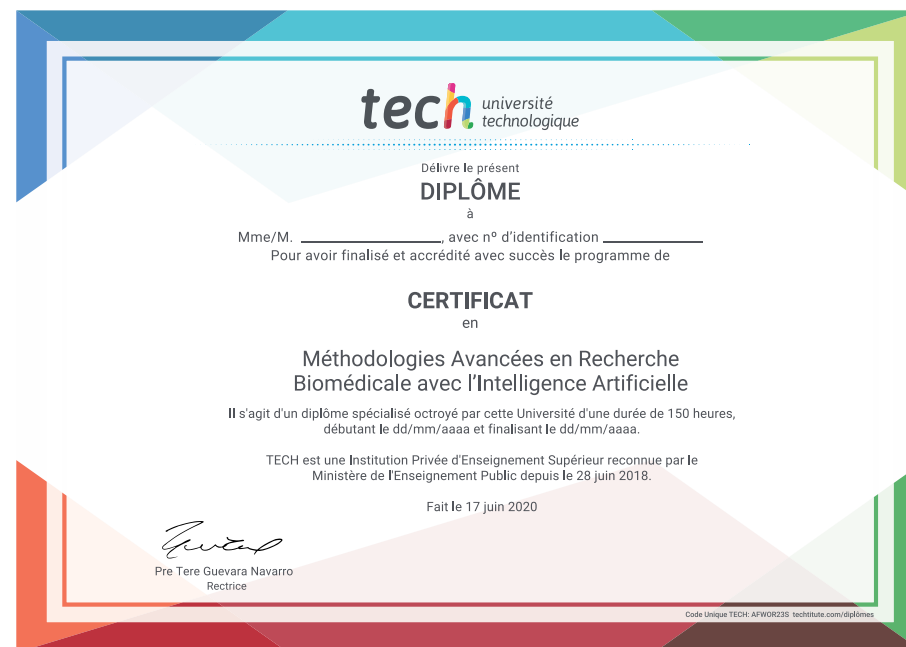 tech université
technologique
Délivre le présent
DIPLÔME
à
Mme/M. ____________________, avec nº d'identification ______________
Pour avoir finalisé et accrédité avec succès le programme de
CERTIFICAT
en
Méthodologies Avancées en Recherche
Biomédicale avec l'Intelligence Artificielle
Il s'agit d'un diplôme spécialisé octroyé par cette Université d'une durée de 150 heures,
débutant le dd/mm/aaaa et finalisant le dd/mm/aaaa.
TECH est une Institution Privée d'Enseignement Supérieur reconnue par le
Ministère de l'Enseignement Public depuis le 28 juin 2018.
Fait le 17 juin 2020
Pre Tere Guevara Navarro
Rectrice
Code Unique TECH: AFWOR23S techtitute.com/diplômes